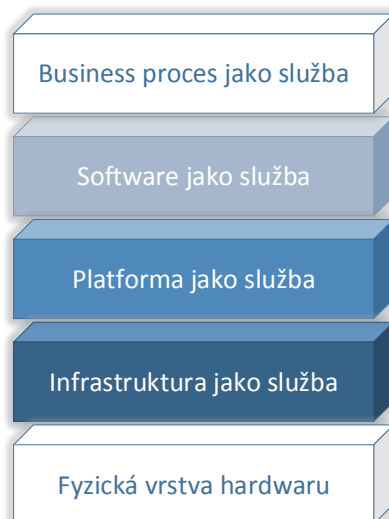 Business proces jako služba
Software jako služba
Platforma jako služba
Infrastruktura jako služba
Fyzická vrstva hardwaru